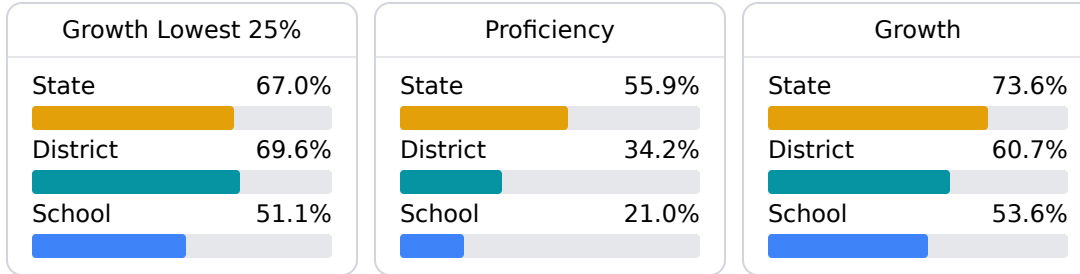 Growth Lowest 25%
State 67.0%
District 69.6%
School 51.1%
Proficiency
State 55.9%
District 34.2%
School 21.0%
Growth
State 73.6%
District 60.7%
School 53.6%